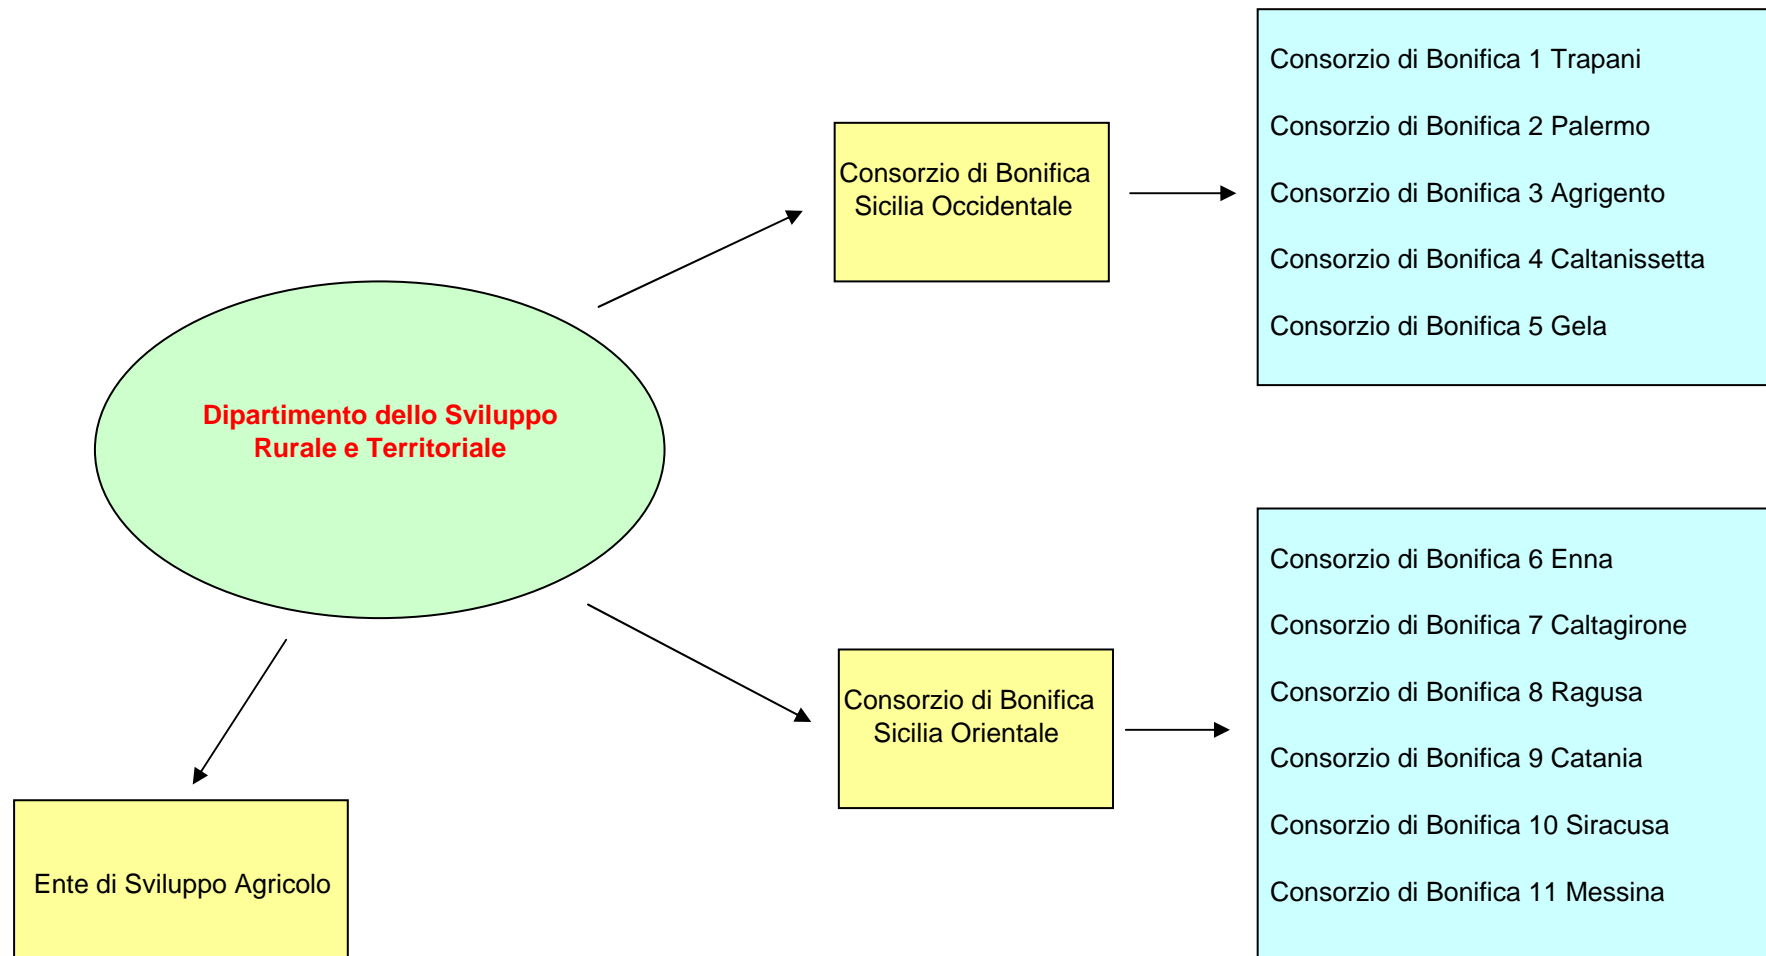 Consorzio di Bonifica 1 Trapani
Consorzio di Bonifica 2 Palermo
Consorzio di Bonifica 3 Agrigento
Consorzio di Bonifica 4 Caltanissetta
Consorzio di Bonifica 5 Gela
Consorzio di Bonifica
Sicilia Occidentale
Dipartimento dello Sviluppo
Rurale e Territoriale
Consorzio di Bonifica
Sicilia Orientale
Consorzio di Bonifica 6 Enna
Consorzio di Bonifica 7 Caltagirone
Consorzio di Bonifica 8 Ragusa
Consorzio di Bonifica 9 Catania
Consorzio di Bonifica 10 Siracusa
Consorzio di Bonifica 11 Messina
Ente di Sviluppo Agricolo